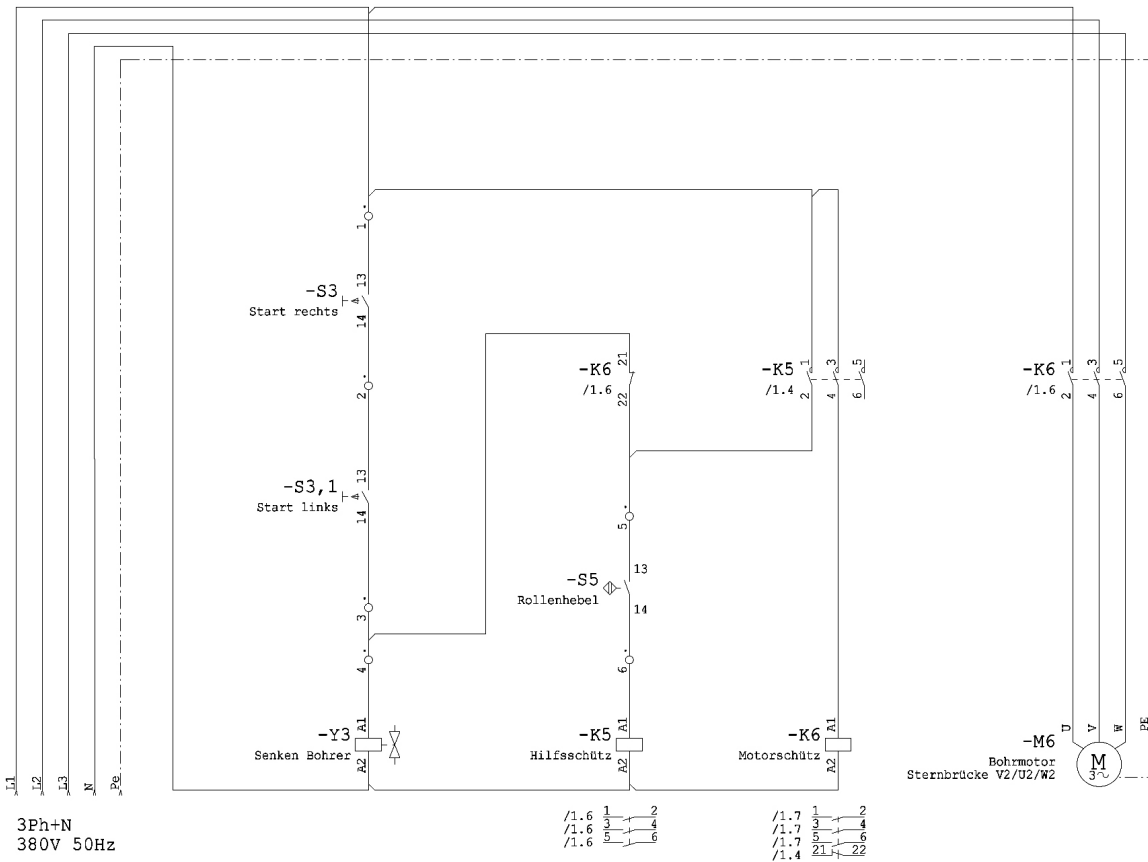 1
-S3
Start rechts
13
14
2
-S3,1
Start links
13
14
3
4
-Y3
Senken Bohrer
A1
A2
-K6
/1.6
21
22
5
-S5
Rollenhebel
13
14
6
-K5
Hilfsschütz
A1
A2
-K5
/1.4
1 3 5
2 4 6
-K6
Motorschütz
A1
A2
-K6
/1.6
1 3 5
2 4 6
U V W PE
-M6
Bohrmotor
Sternbrücke V2/U2/W2
M
3~
L1 L2 L3 N Pe
3Ph+N
380V 50Hz
/1.6 1 2
/1.6 3 4
/1.6 5 6
/1.7 1 2
/1.7 3 4
/1.7 5 6
/1.4 21 22